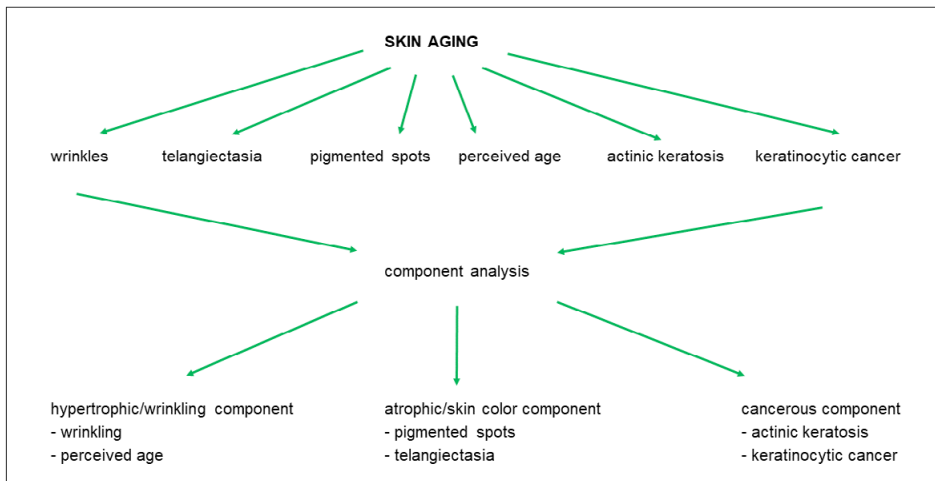 SKIN AGING
wrinkles telangiectasia pigmented spots perceived age actinic keratosis keratinocytic cancer
component analysis
hypertrophic/wrinkling component atrophic/skin color component cancerous component
- wrinkling - pigmented spots - actinic keratosis
- perceived age - telangiectasia - keratinocytic cancer